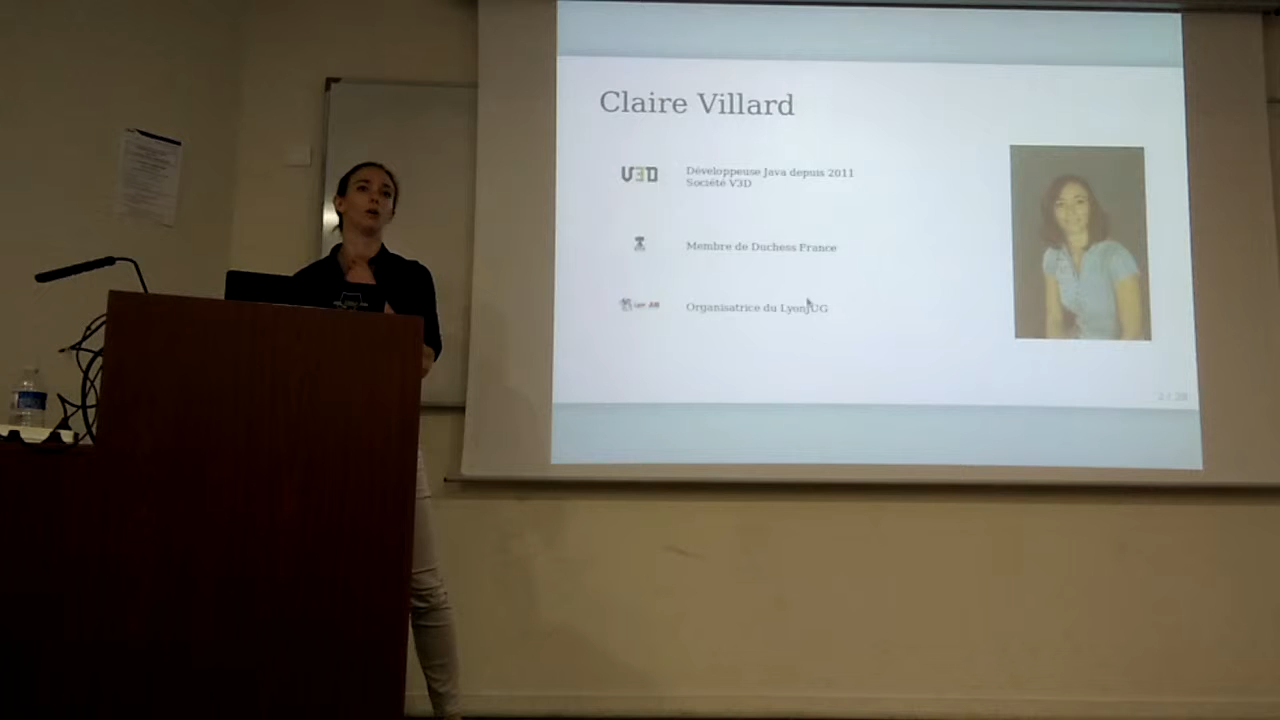 Claire Villard
V3D
Développeuse Java depuis 2011
Société V3D
Membre de Duchess France
Organisatrice du LyonJUG